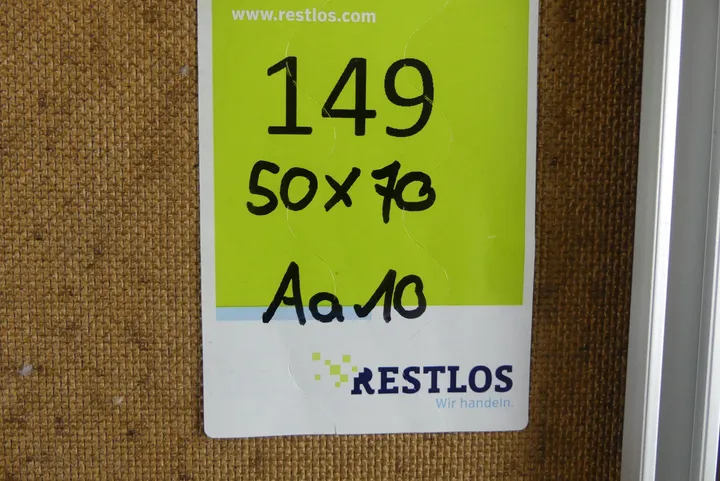 www.restlos.com
149
50x70
Aa10
RESTLOS
Wir handeln.